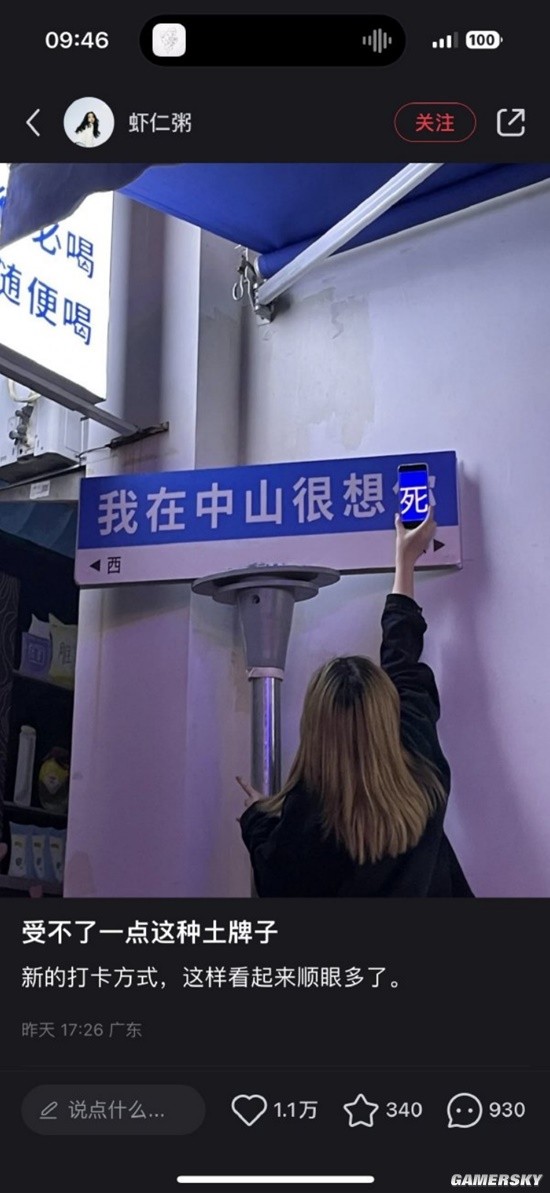 09:46
100
虾仁粥
关注
必喝
随便喝
我在中山很想
死
西
受不了一点这种土牌子
新的打卡方式，这样看起来顺眼多了。
昨天 17:26 广东
说点什么...
1.1万
340
930
GAMERSKY